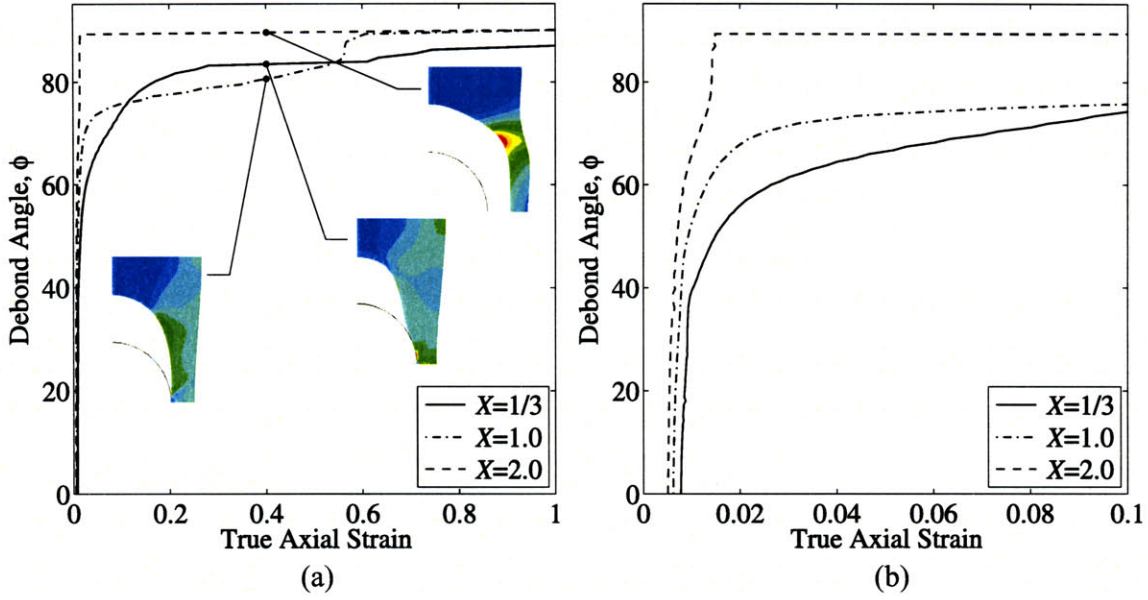 80
60
40
20
0
Debond Angle, ϕ
0
0.2
0.4
0.6
0.8
1
True Axial Strain
X=1/3
X=1.0
X=2.0
(a)
80
60
40
20
0
Debond Angle, ϕ
0.02
0.04
0.06
0.08
0.1
True Axial Strain
X=1/3
X=1.0
X=2.0
(b)